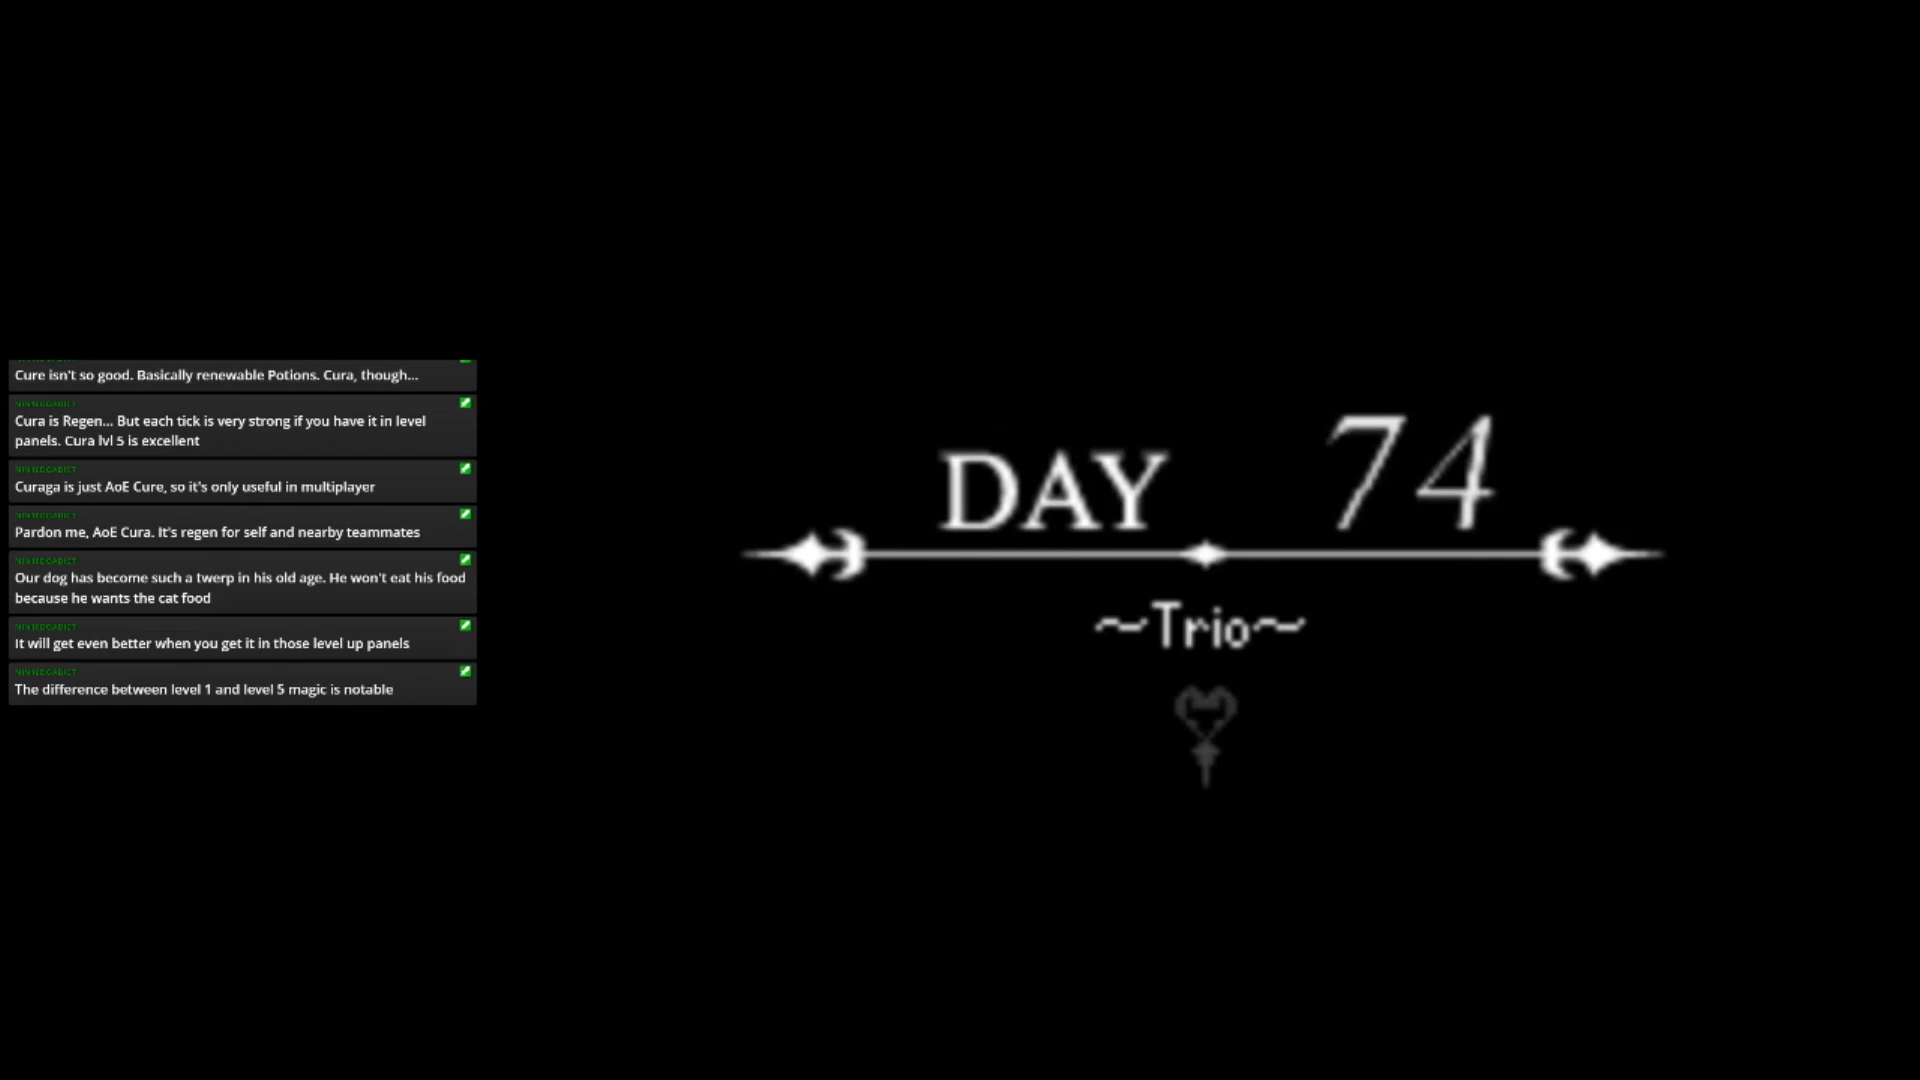 Cure isn't so good. Basically renewable Potions. Cura, though...
Cura is Regen... But each tick is very strong if you have it in level
panels. Cura lvl 5 is excellent
Curaga is just AoE Cure, so it's only useful in multiplayer
Pardon me, AoE Cura. It's regen for self and nearby teammates
Our dog has become such a twerp in his old age. He won't eat his food
because he wants the cat food
It will get even better when you get it in those level up panels
The difference between level 1 and level 5 magic is notable
DAY 74
~Trio~